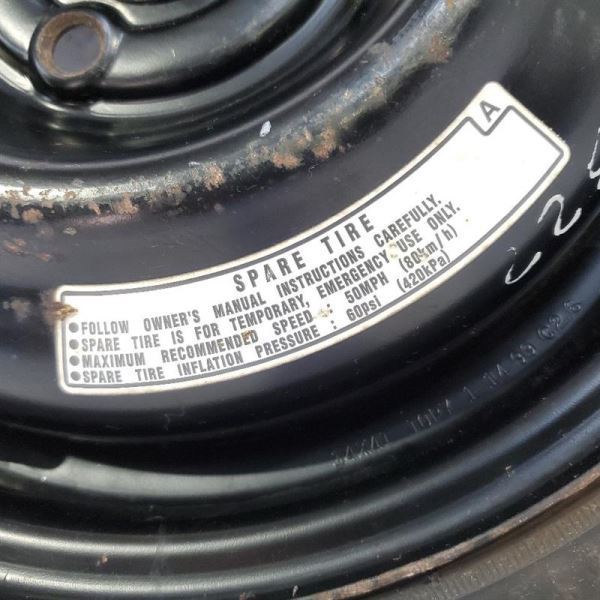 A
SPARE TIRE
•FOLLOW OWNER'S MANUAL INSTRUCTIONS CAREFULLY.
•SPARE TIRE IS FOR TEMPORARY, EMERGENCY USE ONLY.
•MAXIMUM RECOMMENDED SPEED : 50MPH (80km/h)
•SPARE TIRE INFLATION PRESSURE : 60psi (420kPa)